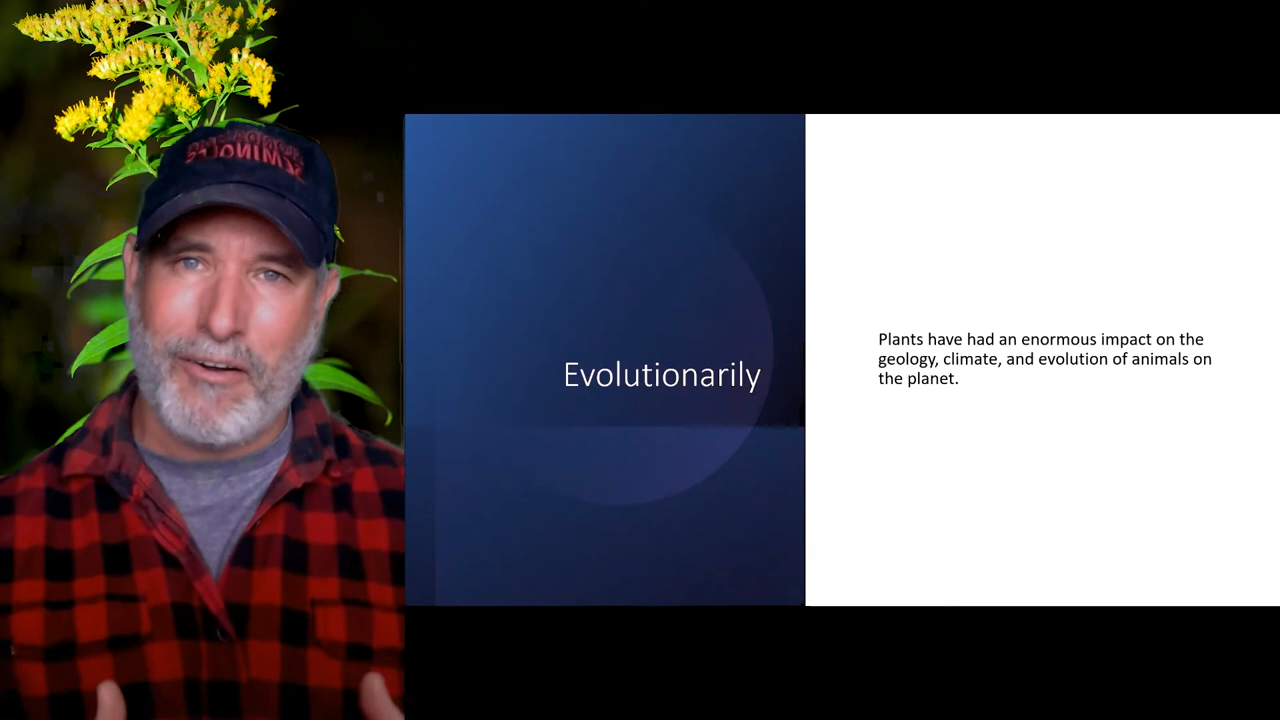 Evolutionarily
Plants have had an enormous impact on the
geology, climate, and evolution of animals on
the planet.